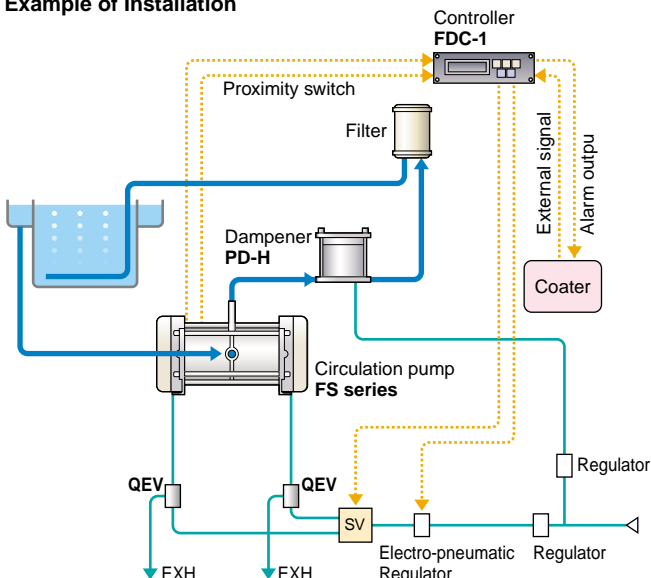 Example of Installation
Controller
FDC-1
Proximity switch
Filter
External signal
Alarm outpu
Dampener
PD-H
Coater
Circulation pump
FS series
Regulator
QEV
QEV
SV
Electro-pneumatic
Regulator
Regulator
EXH
EXH